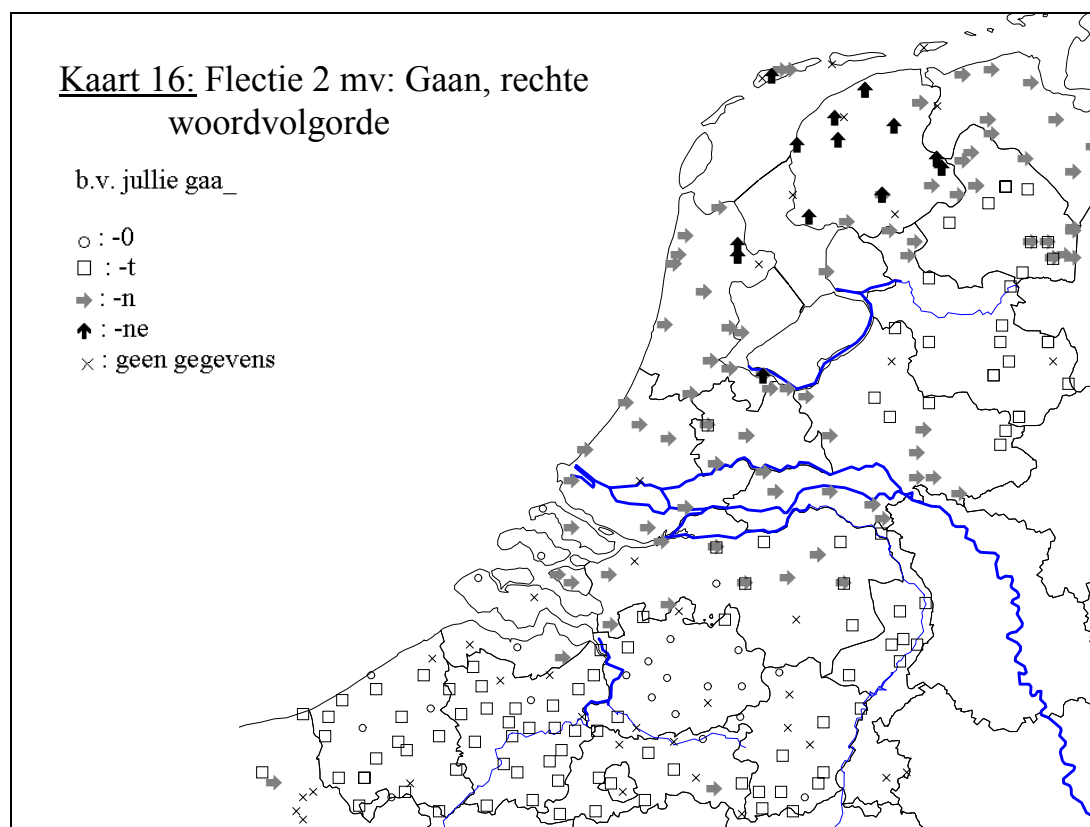 Kaart 16: Flectie 2 mv: Gaan, rechte
woordvolgorde
b.v. jullie gaa_
: -0
: -t
: -n
: -ne
: geen gegevens